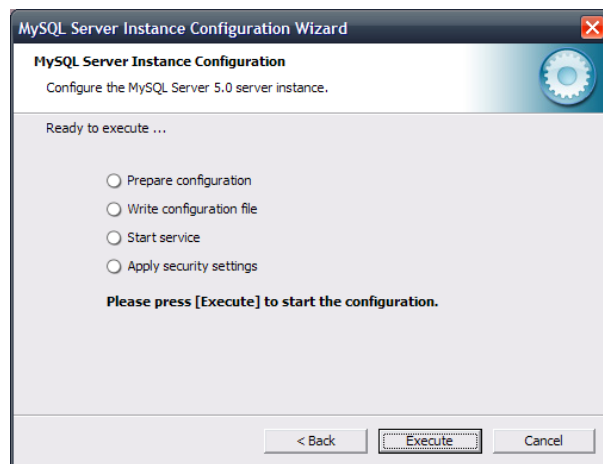 MySQL Server Instance Configuration Wizard
MySQL Server Instance Configuration
Configure the MySQL Server 5.0 server instance.
Ready to execute ...
Prepare configuration
Write configuration file
Start service
Apply security settings
Please press [Execute] to start the configuration.
< Back
Execute
Cancel